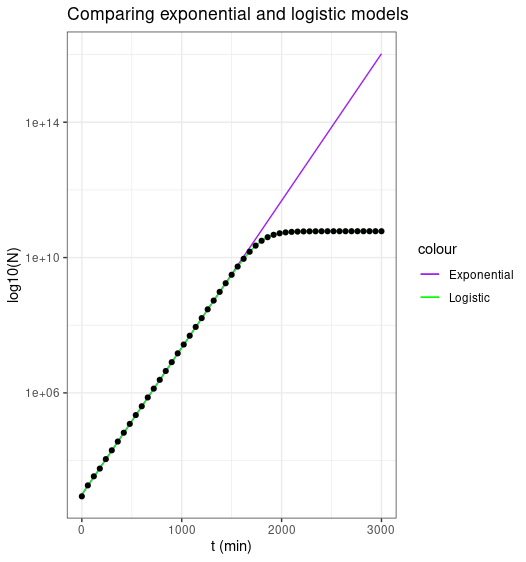 Comparing exponential and logistic models
1e+14
1e+10
1e+06
log10(N)
0 1000 2000 3000
t (min)
colour
Exponential
Logistic